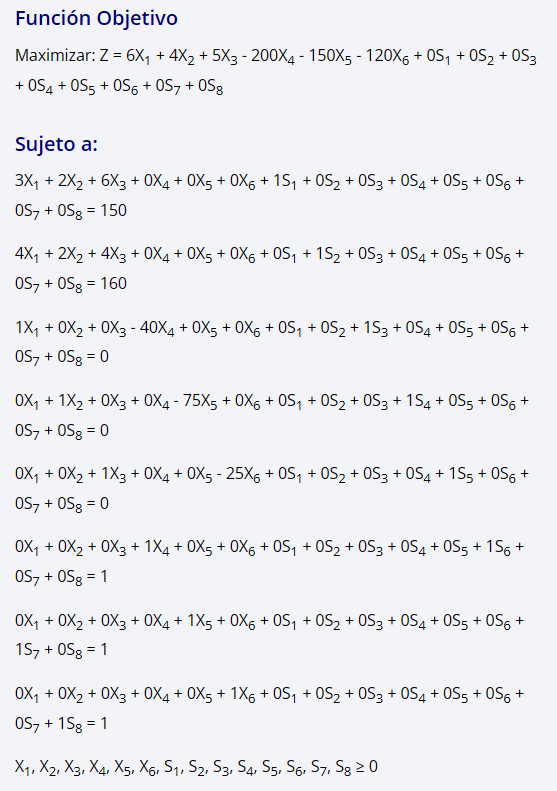 Función Objetivo
Maximizar: Z = 6X₁ + 4X₂ + 5X₃ - 200X₄ - 150X₅ - 120X₆ + 0S₁ + 0S₂ + 0S₃
+ 0S₄ + 0S₅ + 0S₆ + 0S₇ + 0S₈
Sujeto a:
3X₁ + 2X₂ + 6X₃ + 0X₄ + 0X₅ + 0X₆ + 1S₁ + 0S₂ + 0S₃ + 0S₄ + 0S₅ + 0S₆ +
0S₇ + 0S₈ = 150
4X₁ + 2X₂ + 4X₃ + 0X₄ + 0X₅ + 0X₆ + 0S₁ + 1S₂ + 0S₃ + 0S₄ + 0S₅ + 0S₆ +
0S₇ + 0S₈ = 160
1X₁ + 0X₂ + 0X₃ - 40X₄ + 0X₅ + 0X₆ + 0S₁ + 0S₂ + 1S₃ + 0S₄ + 0S₅ + 0S₆ +
0S₇ + 0S₈ = 0
0X₁ + 1X₂ + 0X₃ + 0X₄ - 75X₅ + 0X₆ + 0S₁ + 0S₂ + 0S₃ + 1S₄ + 0S₅ + 0S₆ +
0S₇ + 0S₈ = 0
0X₁ + 0X₂ + 1X₃ + 0X₄ + 0X₅ - 25X₆ + 0S₁ + 0S₂ + 0S₃ + 0S₄ + 1S₅ + 0S₆ +
0S₇ + 0S₈ = 0
0X₁ + 0X₂ + 0X₃ + 1X₄ + 0X₅ + 0X₆ + 0S₁ + 0S₂ + 0S₃ + 0S₄ + 0S₅ + 1S₆ +
0S₇ + 0S₈ = 1
0X₁ + 0X₂ + 0X₃ + 0X₄ + 1X₅ + 0X₆ + 0S₁ + 0S₂ + 0S₃ + 0S₄ + 0S₅ + 0S₆ +
1S₇ + 0S₈ = 1
0X₁ + 0X₂ + 0X₃ + 0X₄ + 0X₅ + 1X₆ + 0S₁ + 0S₂ + 0S₃ + 0S₄ + 0S₅ + 0S₆ +
0S₇ + 1S₈ = 1
X₁, X₂, X₃, X₄, X₅, X₆, S₁, S₂, S₃, S₄, S₅, S₆, S₇, S₈ ≥ 0